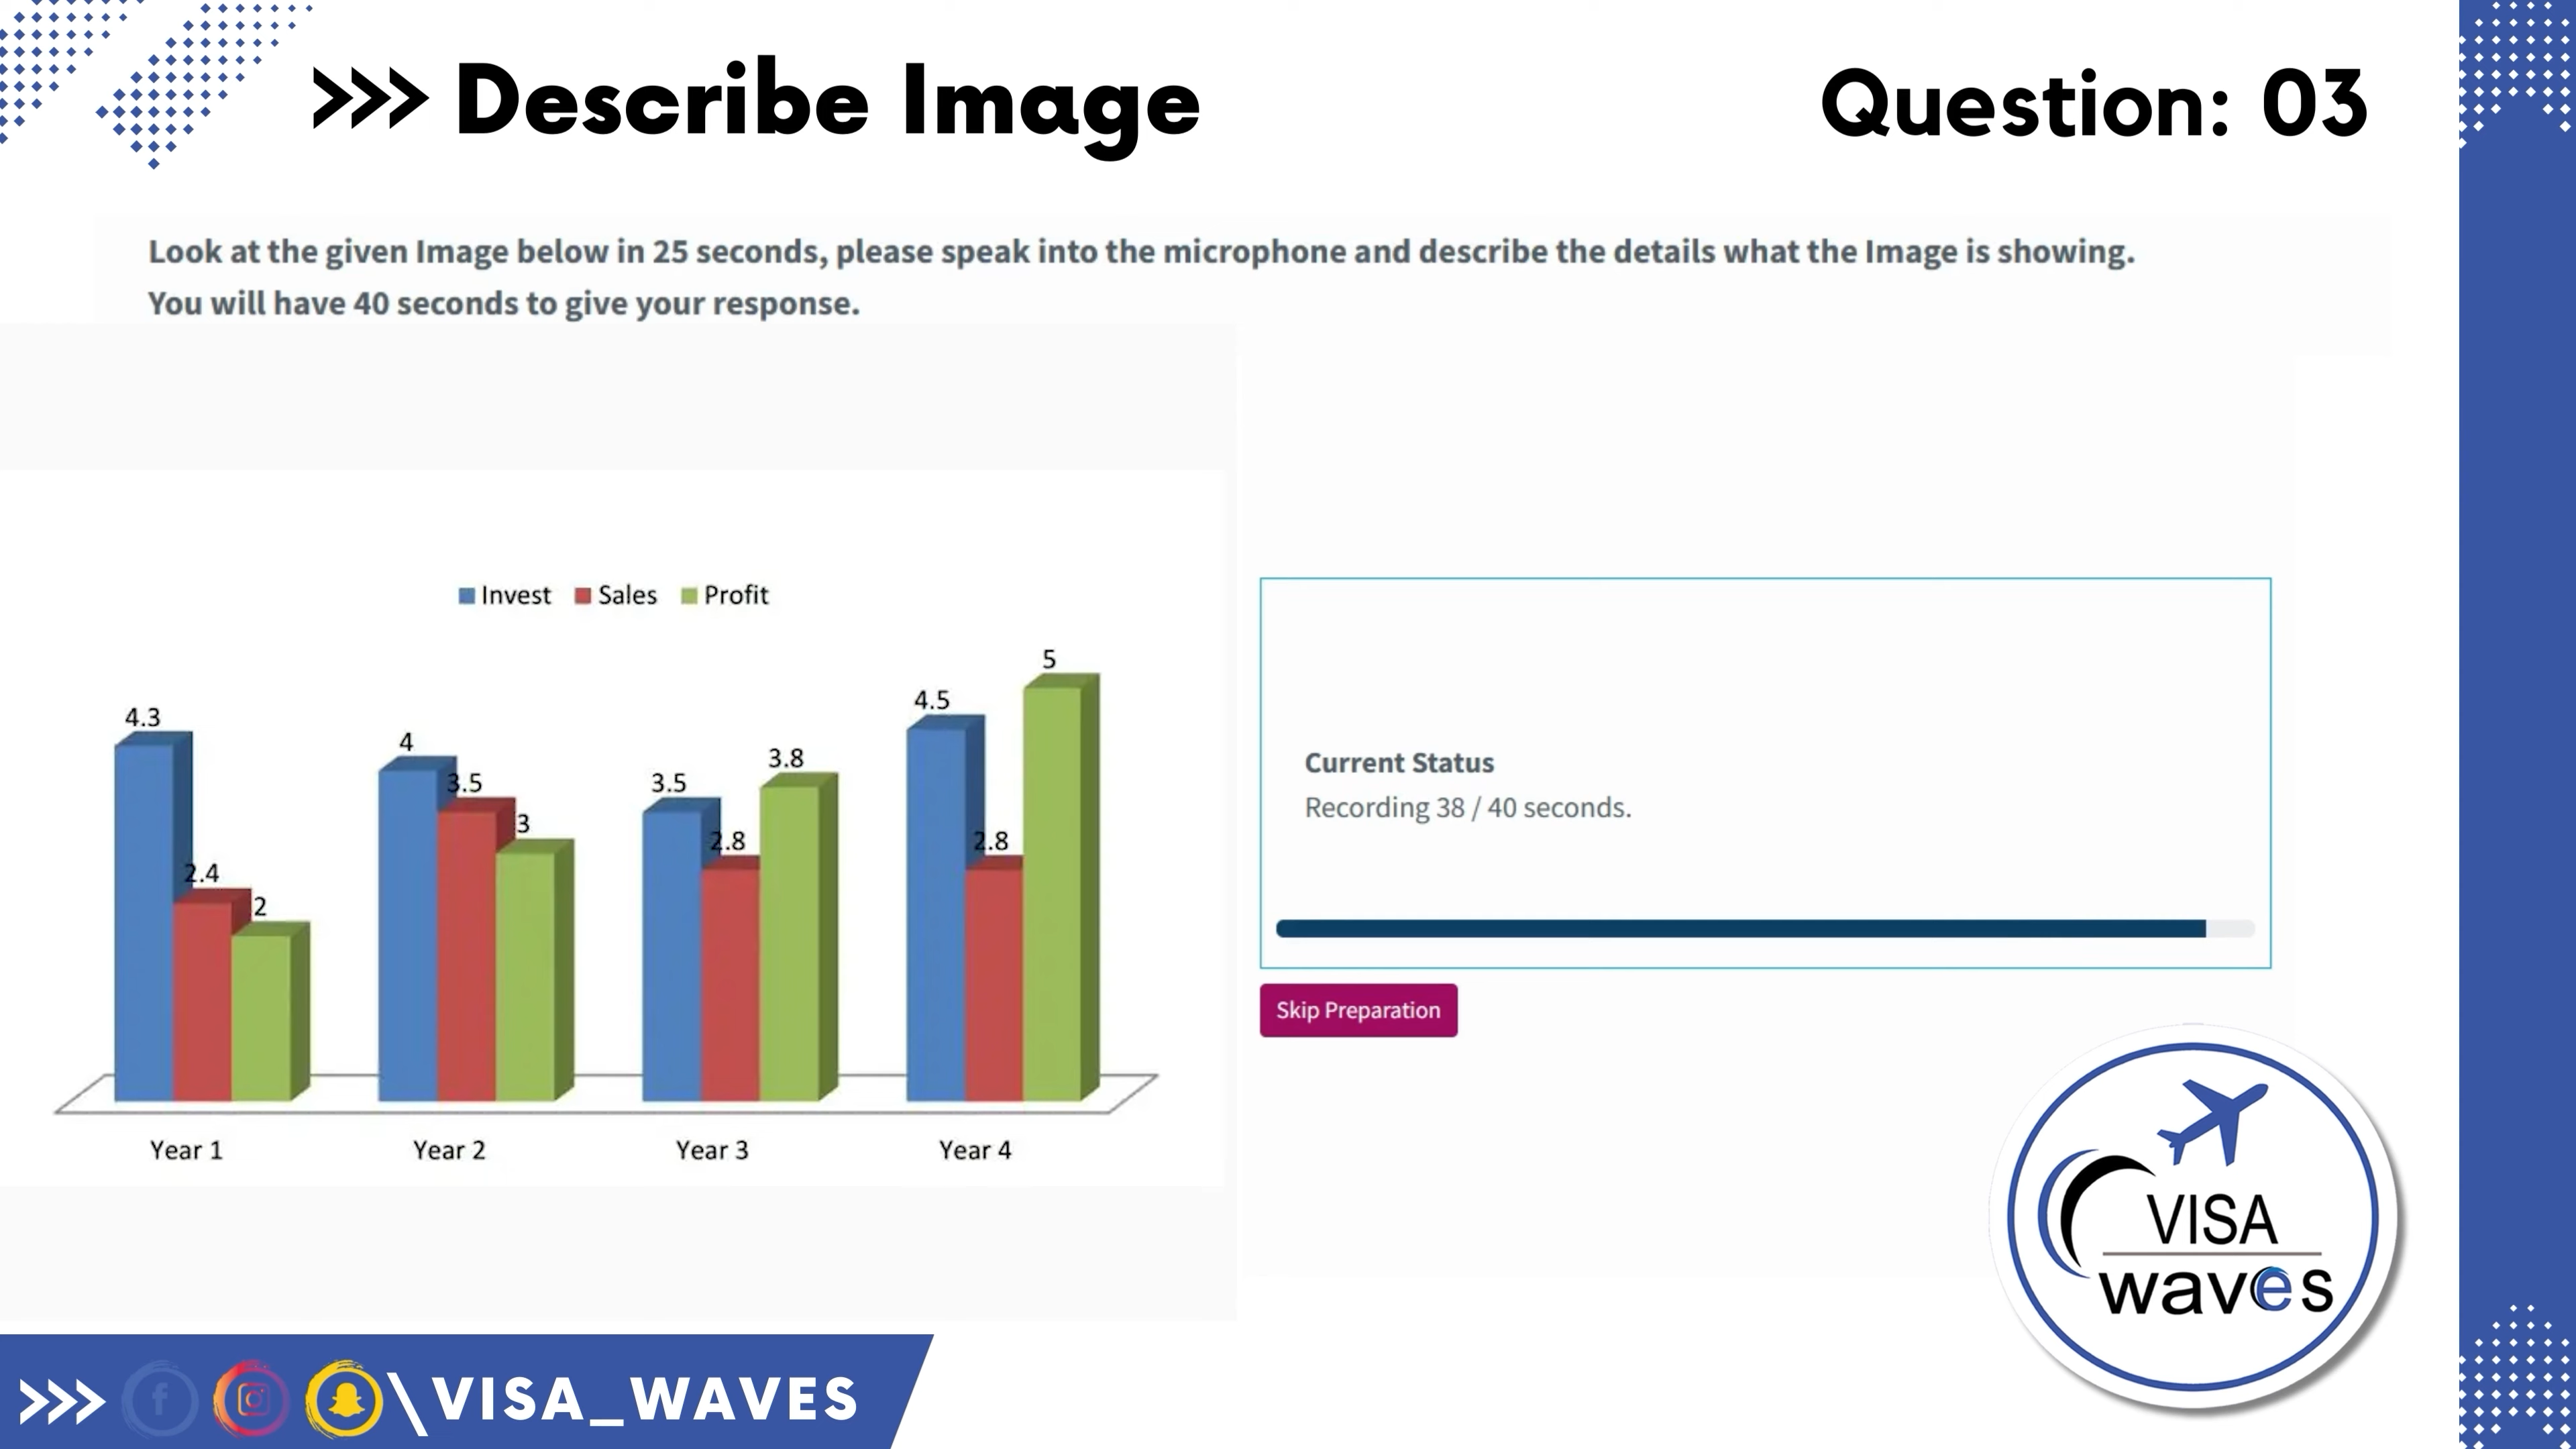 >>> Describe Image
Question: 03
Look at the given Image below in 25 seconds, please speak into the microphone and describe the details what the Image is showing.
You will have 40 seconds to give your response.
Invest Sales Profit
4.3
2.4
2
4
3.5
3
3.5
2.8
3.8
4.5
2.8
5
Year 1 Year 2 Year 3 Year 4
Current Status
Recording 38 / 40 seconds.
Skip Preparation
VISA
waves
>>> \VISA_WAVES